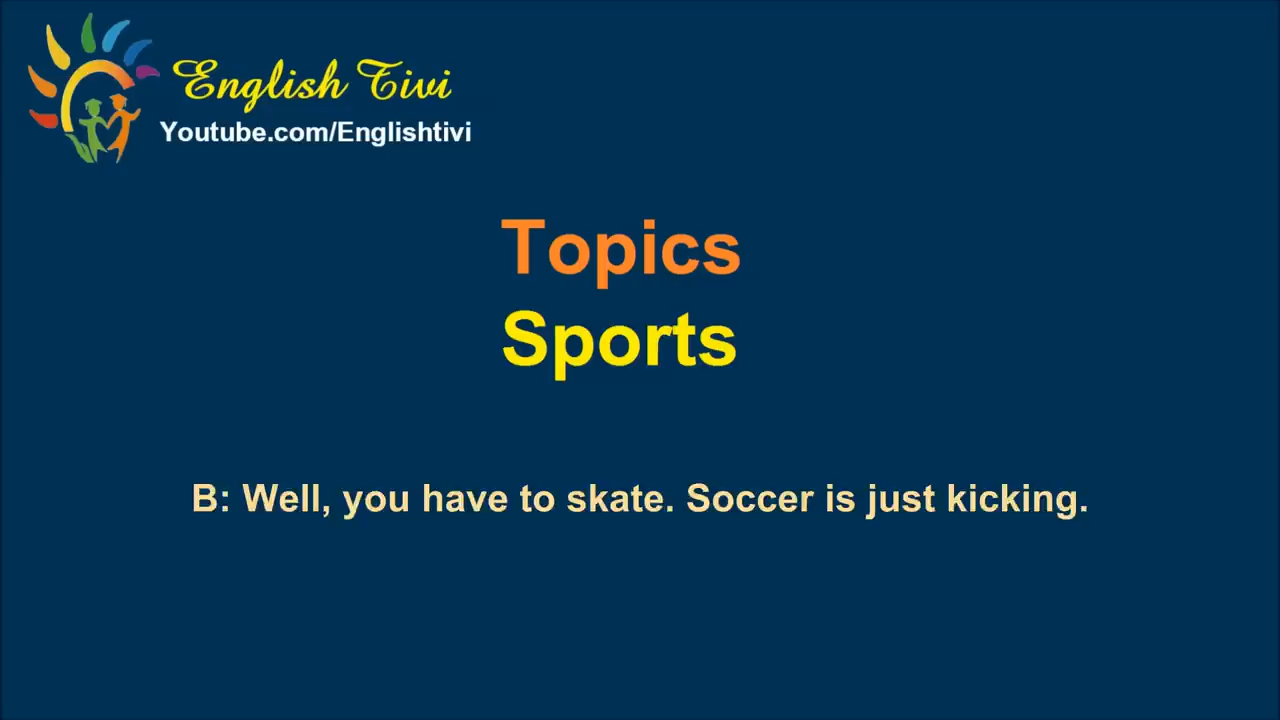 English Tivi
Youtube.com/Englishtivi
Topics
Sports
B: Well, you have to skate. Soccer is just kicking.